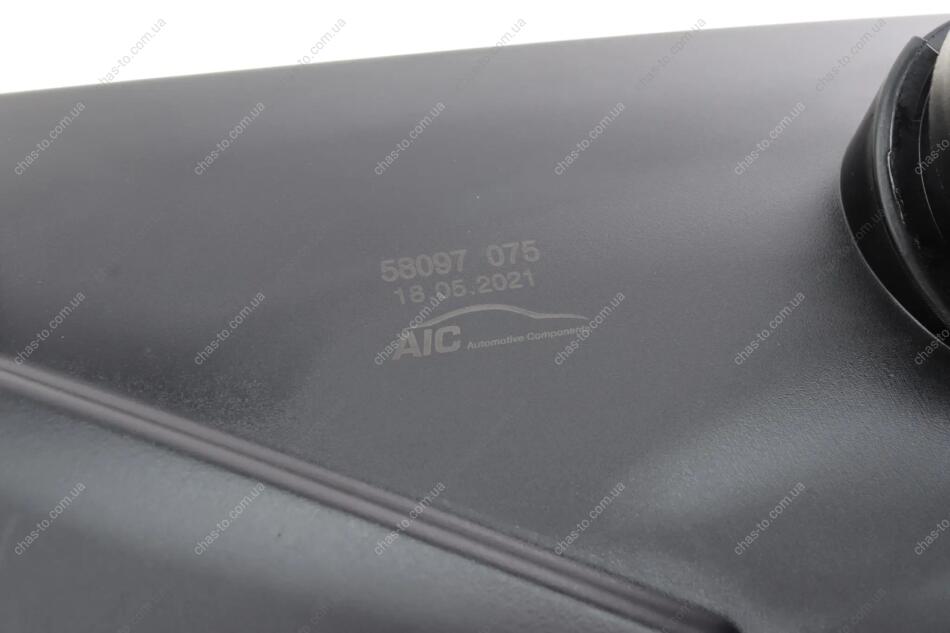 58097 075
18.05.2021
AIC Automotive Components
chas-to.com.ua